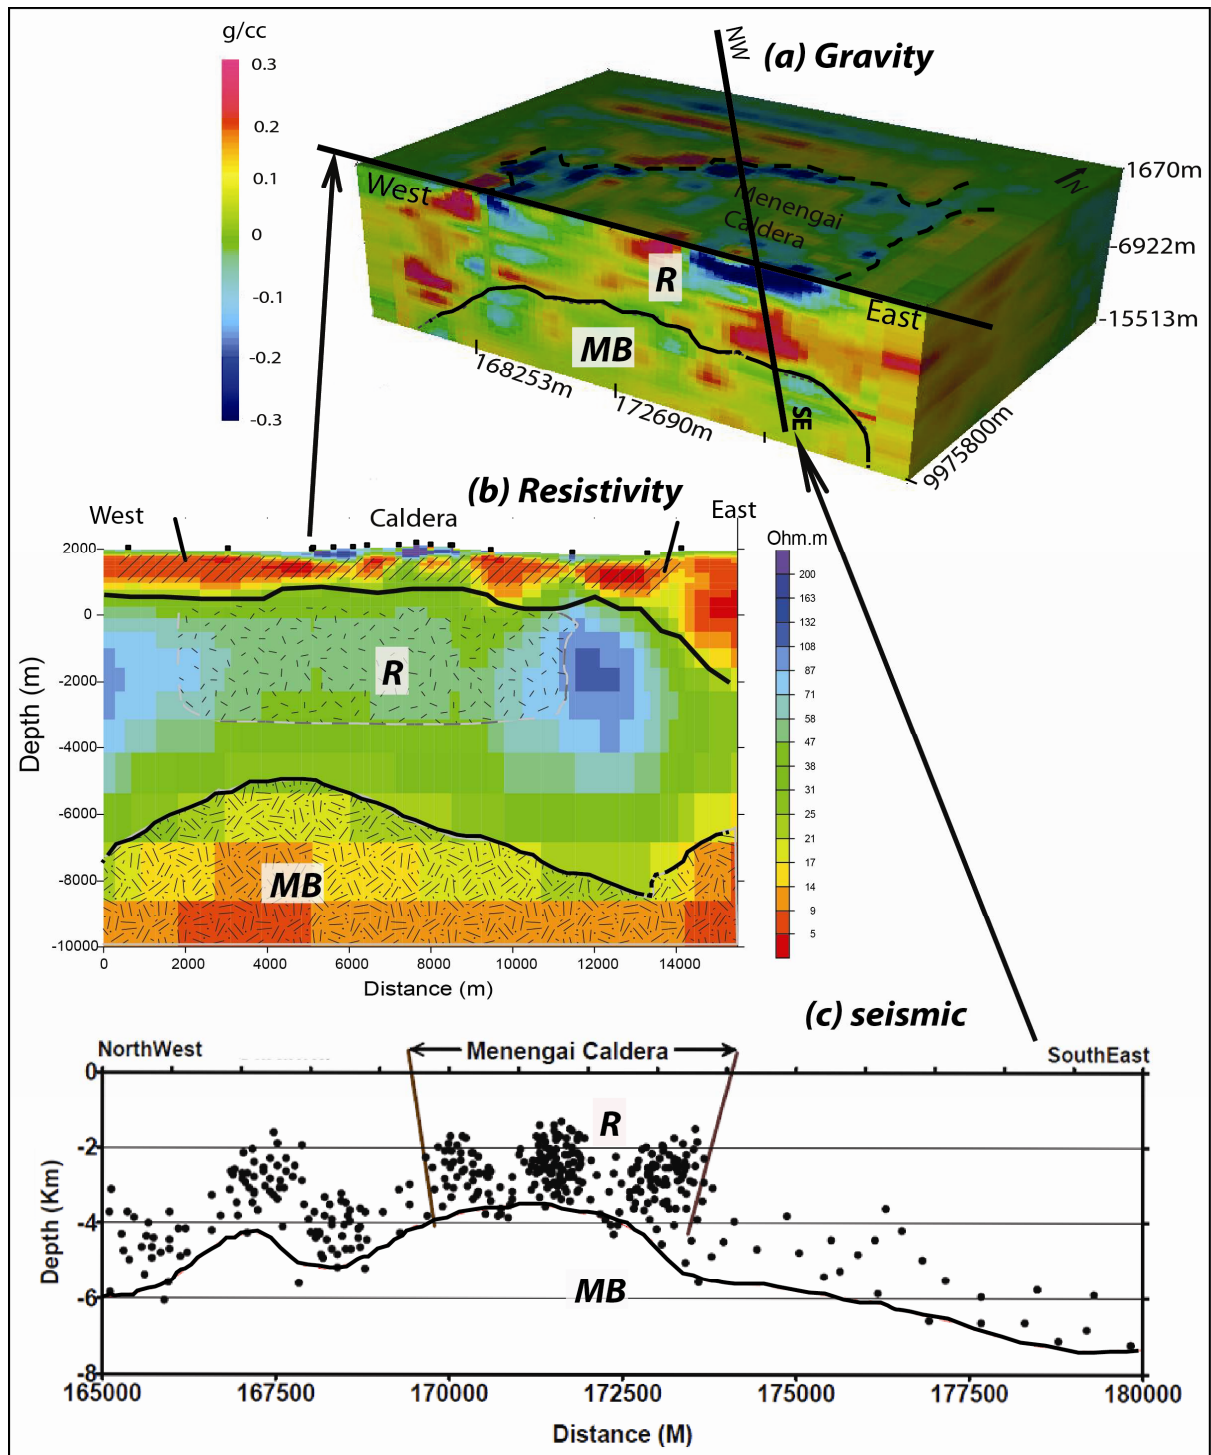 g/cc
0.3
0.2
0.1
0
-0.1
-0.2
-0.3
NW
(a) Gravity
West
Menengai
Caldera
N
1670m
-6922m
-15513m
R
East
MB
SE
168253m
172690m
9975800m
(b) Resistivity
West
Caldera
East
Ohm.m
200
163
132
108
87
71
58
47
38
31
25
21
17
14
9
5
Depth (m)
2000
0
-2000
-4000
-6000
-8000
-10000
R
MB
0 2000 4000 6000 8000 10000 12000 14000
Distance (m)
(c) seismic
NorthWest
Menengai Caldera
SouthEast
Depth (Km)
0
-2
-4
-6
-8
R
MB
165000 167500 170000 172500 175000 177500 180000
Distance (M)